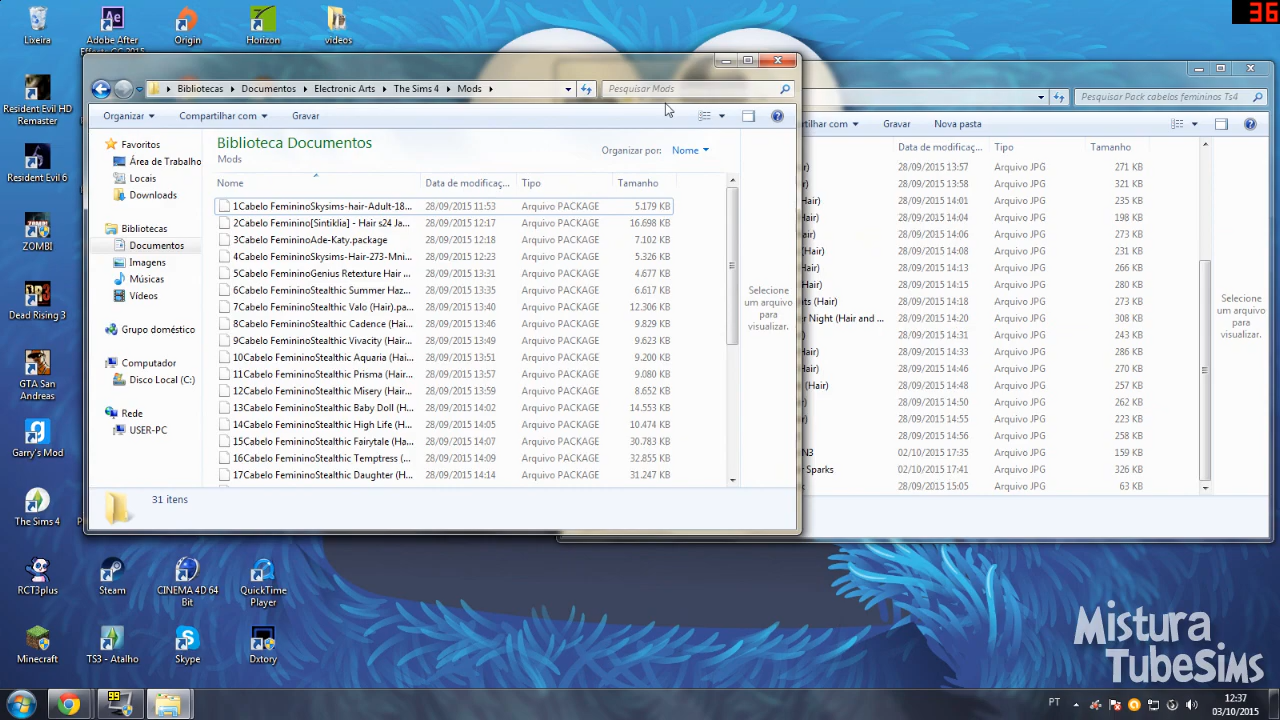 36
Lixeira
Adobe After
Effects CC 2015
Origin
Horizon
videos
Resident Evil HD
Remaster
Resident Evil 6
ZOMBI
Dead Rising 3
GTA San
Andreas
Garry's Mod
The Sims 4
RCT3plus
Steam
CINEMA 4D 64
Bit
QuickTime
Player
Minecraft
TS3 - Atalho
Skype
Dxtory
Bibliotecas
Documentos
Electronic Arts
The Sims 4
Mods
Pesquisar Mods
Organizar
Compartilhar com
Gravar
Favoritos
Área de Trabalho
Locais
Downloads
Bibliotecas
Documentos
Imagens
Músicas
Vídeos
Grupo doméstico
Computador
Disco Local (C:)
Rede
USER-PC
Biblioteca Documentos
Mods
Organizar por: Nome
Nome Data de modificaç... Tipo Tamanho
1Cabelo FemininoSkysims-hair-Adult-18... 28/09/2015 11:53 Arquivo PACKAGE 5.179 KB
2Cabelo Feminino[Sintiklia] - Hair s24 Ja... 28/09/2015 12:17 Arquivo PACKAGE 16.698 KB
3Cabelo FemininoAde-Katy.package 28/09/2015 12:18 Arquivo PACKAGE 7.102 KB
4Cabelo FemininoSkysims-Hair-273-Mni... 28/09/2015 12:23 Arquivo PACKAGE 5.326 KB
5Cabelo FemininoGenius Retexture Hair ... 28/09/2015 13:31 Arquivo PACKAGE 4.677 KB
6Cabelo FemininoStealthic Summer Haz... 28/09/2015 13:35 Arquivo PACKAGE 6.617 KB
7Cabelo FemininoStealthic Valo (Hair).pa... 28/09/2015 13:40 Arquivo PACKAGE 12.306 KB
8Cabelo FemininoStealthic Cadence (Hai... 28/09/2015 13:46 Arquivo PACKAGE 9.829 KB
9Cabelo FemininoStealthic Vivacity (Hair... 28/09/2015 13:49 Arquivo PACKAGE 9.623 KB
10Cabelo FemininoStealthic Aquaria (Hai... 28/09/2015 13:51 Arquivo PACKAGE 9.200 KB
11Cabelo FemininoStealthic Prisma (Hair... 28/09/2015 13:57 Arquivo PACKAGE 9.080 KB
12Cabelo FemininoStealthic Misery (Hair... 28/09/2015 13:59 Arquivo PACKAGE 8.652 KB
13Cabelo FemininoStealthic Baby Doll (H... 28/09/2015 14:02 Arquivo PACKAGE 14.553 KB
14Cabelo FemininoStealthic High Life (H... 28/09/2015 14:03 Arquivo PACKAGE 10.474 KB
15Cabelo FemininoStealthic Fairytale (Ha... 28/09/2015 14:07 Arquivo PACKAGE 30.783 KB
16Cabelo FemininoStealthic Temptress (... 28/09/2015 14:09 Arquivo PACKAGE 32.855 KB
17Cabelo FemininoStealthic Daughter (H... 28/09/2015 14:14 Arquivo PACKAGE 31.247 KB
Selecione
um arquivo
para
visualizar.
31 itens
Pesquisar Pack cabelos femininos Ts4
lhar com
Gravar
Nova pasta
Data de modificaç... Tipo Tamanho
28/09/2015 13:57 Arquivo JPG 271 KB
28/09/2015 13:58 Arquivo JPG 321 KB
Hair) 28/09/2015 14:01 Arquivo JPG 235 KB
28/09/2015 14:04 Arquivo JPG 198 KB
air) 28/09/2015 14:06 Arquivo JPG 273 KB
(Hair) 28/09/2015 14:08 Arquivo JPG 231 KB
Hair) 28/09/2015 14:13 Arquivo JPG 266 KB
28/09/2015 14:15 Arquivo JPG 280 KB
ts (Hair) 28/09/2015 14:18 Arquivo JPG 273 KB
r Night (Hair and ... 28/09/2015 14:20 Arquivo JPG 308 KB
28/09/2015 14:31 Arquivo JPG 243 KB
Hair) 28/09/2015 14:33 Arquivo JPG 286 KB
28/09/2015 14:46 Arquivo JPG 270 KB
(Hair) 28/09/2015 14:48 Arquivo JPG 257 KB
28/09/2015 14:50 Arquivo JPG 262 KB
28/09/2015 14:55 Arquivo JPG 223 KB
28/09/2015 14:56 Arquivo JPG 258 KB
N3 02/10/2015 17:35 Arquivo JPG 159 KB
r Sparks 02/10/2015 17:41 Arquivo JPG 326 KB
28/09/2015 15:05 Arquivo JPG 63 KB
Selecione
um arquivo
para
visualizar.
Mistura
TubeSims
99
PT
12:37
03/10/2015